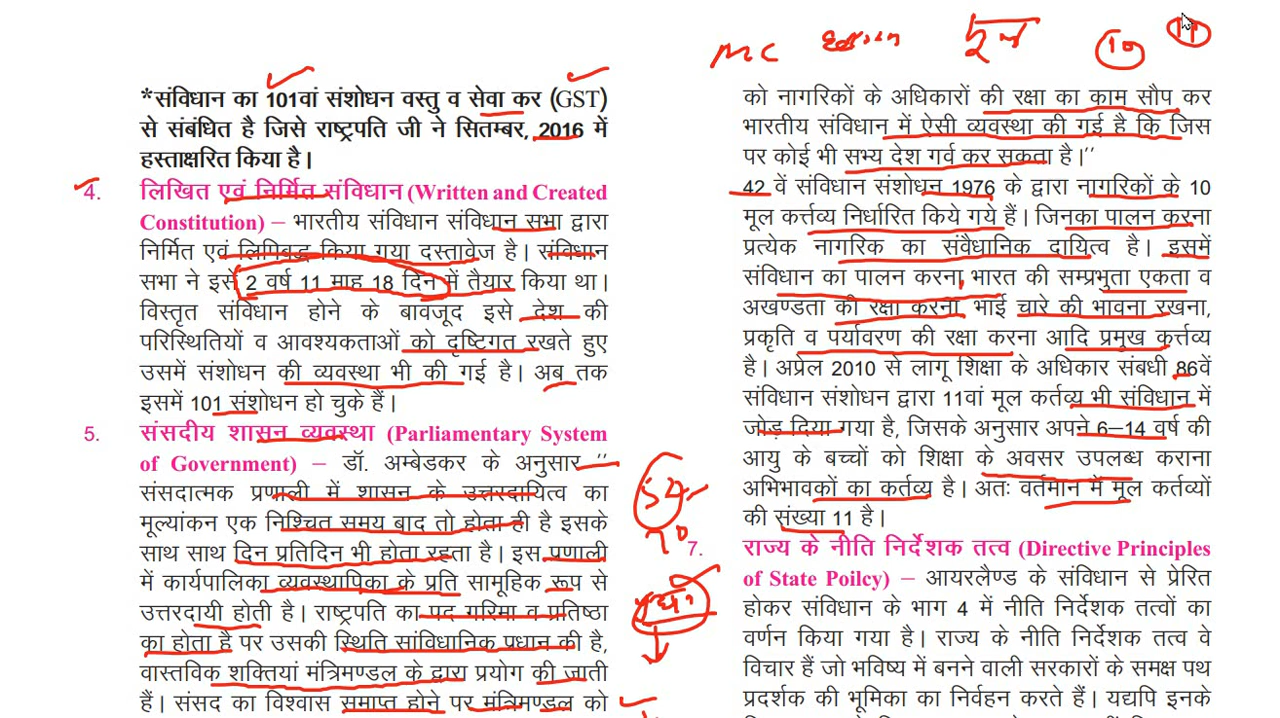 *संविधान का 101वां संशोधन वस्तु व सेवा कर (GST)
से संबंधित है जिसे राष्ट्रपति जी ने सितम्बर, 2016 में
हस्ताक्षरित किया है।
4. लिखित एवं निर्मित संविधान (Written and Created
Constitution) – भारतीय संविधान संविधान सभा द्वारा
निर्मित एवं लिपिबद्ध किया गया दस्तावेज है। संविधान
सभा ने इसे 2 वर्ष 11 माह 18 दिन में तैयार किया था।
विस्तृत संविधान होने के बावजूद इसे देश की
परिस्थितियों व आवश्यकताओं को दृष्टिगत रखते हुए
उसमें संशोधन की व्यवस्था भी की गई है। अब तक
इसमें 101 संशोधन हो चुके हैं।
5. संसदीय शासन व्यवस्था (Parliamentary System
of Government) – डॉ. अम्बेडकर के अनुसार ''
संसदात्मक प्रणाली में शासन के उत्तरदायित्व का
मूल्यांकन एक निश्चित समय बाद तो होता ही है इसके
साथ साथ दिन प्रतिदिन भी होता रहता है। इस प्रणाली
में कार्यपालिका व्यवस्थापिका के प्रति सामूहिक रूप से
उत्तरदायी होती है। राष्ट्रपति का पद गरिमा व प्रतिष्ठा
का होता है पर उसकी स्थिति सांविधानिक प्रधान की है,
वास्तविक शक्तियां मंत्रिमण्डल के द्वारा प्रयोग की जाती
हैं। संसद का विश्वास समाप्त होने पर मंत्रिमण्डल को
MC
10
11
को नागरिकों के अधिकारों की रक्षा का काम सौप कर
भारतीय संविधान में ऐसी व्यवस्था की गई है कि जिस
पर कोई भी सभ्य देश गर्व कर सकता है।''
42 वें संविधान संशोधन 1976 के द्वारा नागरिकों के 10
मूल कर्त्तव्य निर्धारित किये गये हैं। जिनका पालन करना
प्रत्येक नागरिक का संवैधानिक दायित्व है। इसमें
संविधान का पालन करना, भारत की सम्प्रभुता एकता व
अखण्डता की रक्षा करना, भाई चारे की भावना रखना,
प्रकृति व पर्यावरण की रक्षा करना आदि प्रमुख कर्त्तव्य
है। अप्रेल 2010 से लागू शिक्षा के अधिकार संबधी 86वें
संविधान संशोधन द्वारा 11वां मूल कर्तव्य भी संविधान में
जोड़ दिया गया है, जिसके अनुसार अपने 6–14 वर्ष की
आयु के बच्चों को शिक्षा के अवसर उपलब्ध कराना
अभिभावकों का कर्तव्य है। अतः वर्तमान में मूल कर्तव्यों
की संख्या 11 है।
7. राज्य के नीति निर्देशक तत्व (Directive Principles
of State Poilcy) – आयरलैण्ड के संविधान से प्रेरित
होकर संविधान के भाग 4 में नीति निर्देशक तत्वों का
वर्णन किया गया है। राज्य के नीति निर्देशक तत्व वे
विचार हैं जो भविष्य में बनने वाली सरकारों के समक्ष पथ
प्रदर्शक की भूमिका का निर्वहन करते हैं। यद्यपि इनके